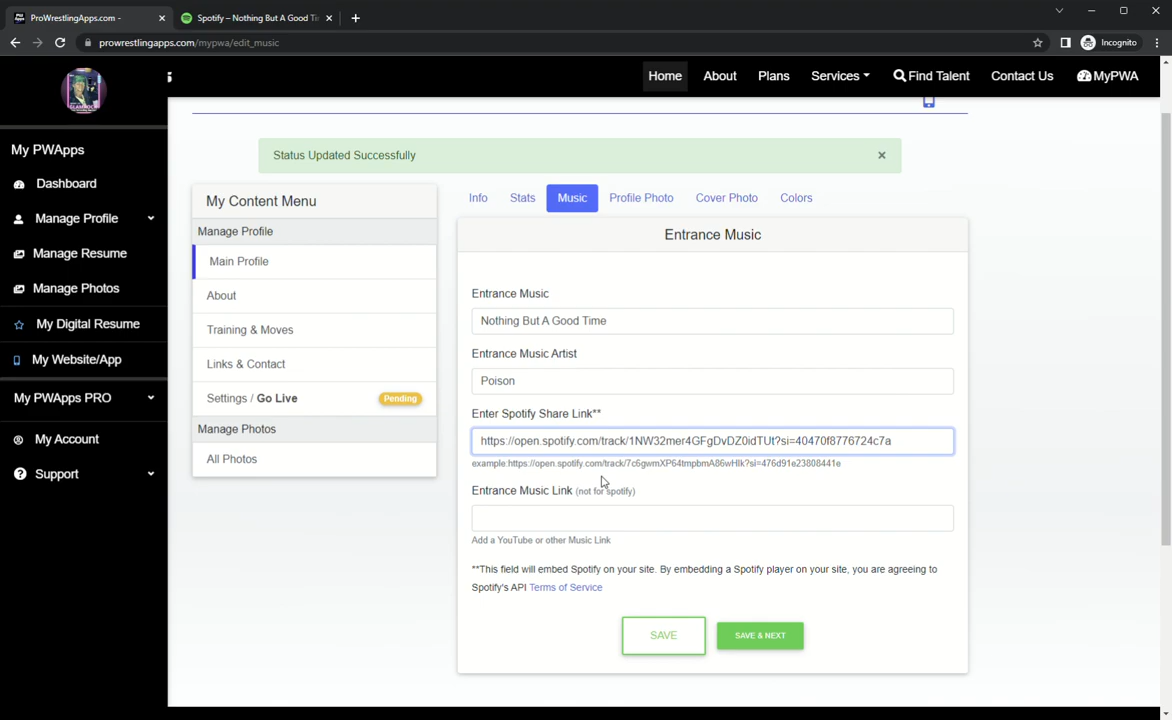 ProWrestlingApps.com -
Spotify – Nothing But A Good Ti
prowrestlingapps.com/mypwa/edit_music
Incognito
Home About Plans Services Find Talent Contact Us MyPWA
My PWApps
Dashboard
Manage Profile
Manage Resume
Manage Photos
My Digital Resume
My Website/App
My PWApps PRO
My Account
Support
Status Updated Successfully
My Content Menu
Manage Profile
Main Profile
About
Training & Moves
Links & Contact
Settings / Go Live Pending
Manage Photos
All Photos
Info Stats Music Profile Photo Cover Photo Colors
Entrance Music
Entrance Music
Nothing But A Good Time
Entrance Music Artist
Poison
Enter Spotify Share Link**
https://open.spotify.com/track/1NW32mer4GFgDvDZ0idTUt?si=40470f8776724c7a
example:https://open.spotify.com/track/7c6gwmXP64tmpbmA86wHlk?si=476d91e23808441e
Entrance Music Link (not for spotify)
Add a YouTube or other Music Link
**This field will embed Spotify on your site. By embedding a Spotify player on your site, you are agreeing to
Spotify's API Terms of Service
SAVE SAVE & NEXT